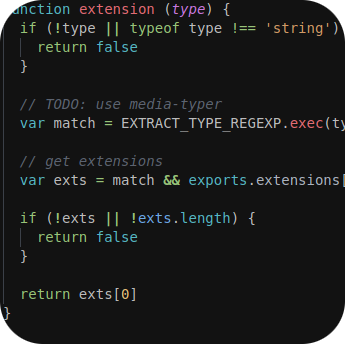 unction extension (type) {
  if (!type || typeof type !== 'string')
    return false
  }

  // TODO: use media-typer
  var match = EXTRACT_TYPE_REGEXP.exec(ty

  // get extensions
  var exts = match && exports.extensions[

  if (!exts || !exts.length) {
    return false
  }

  return exts[0]
}